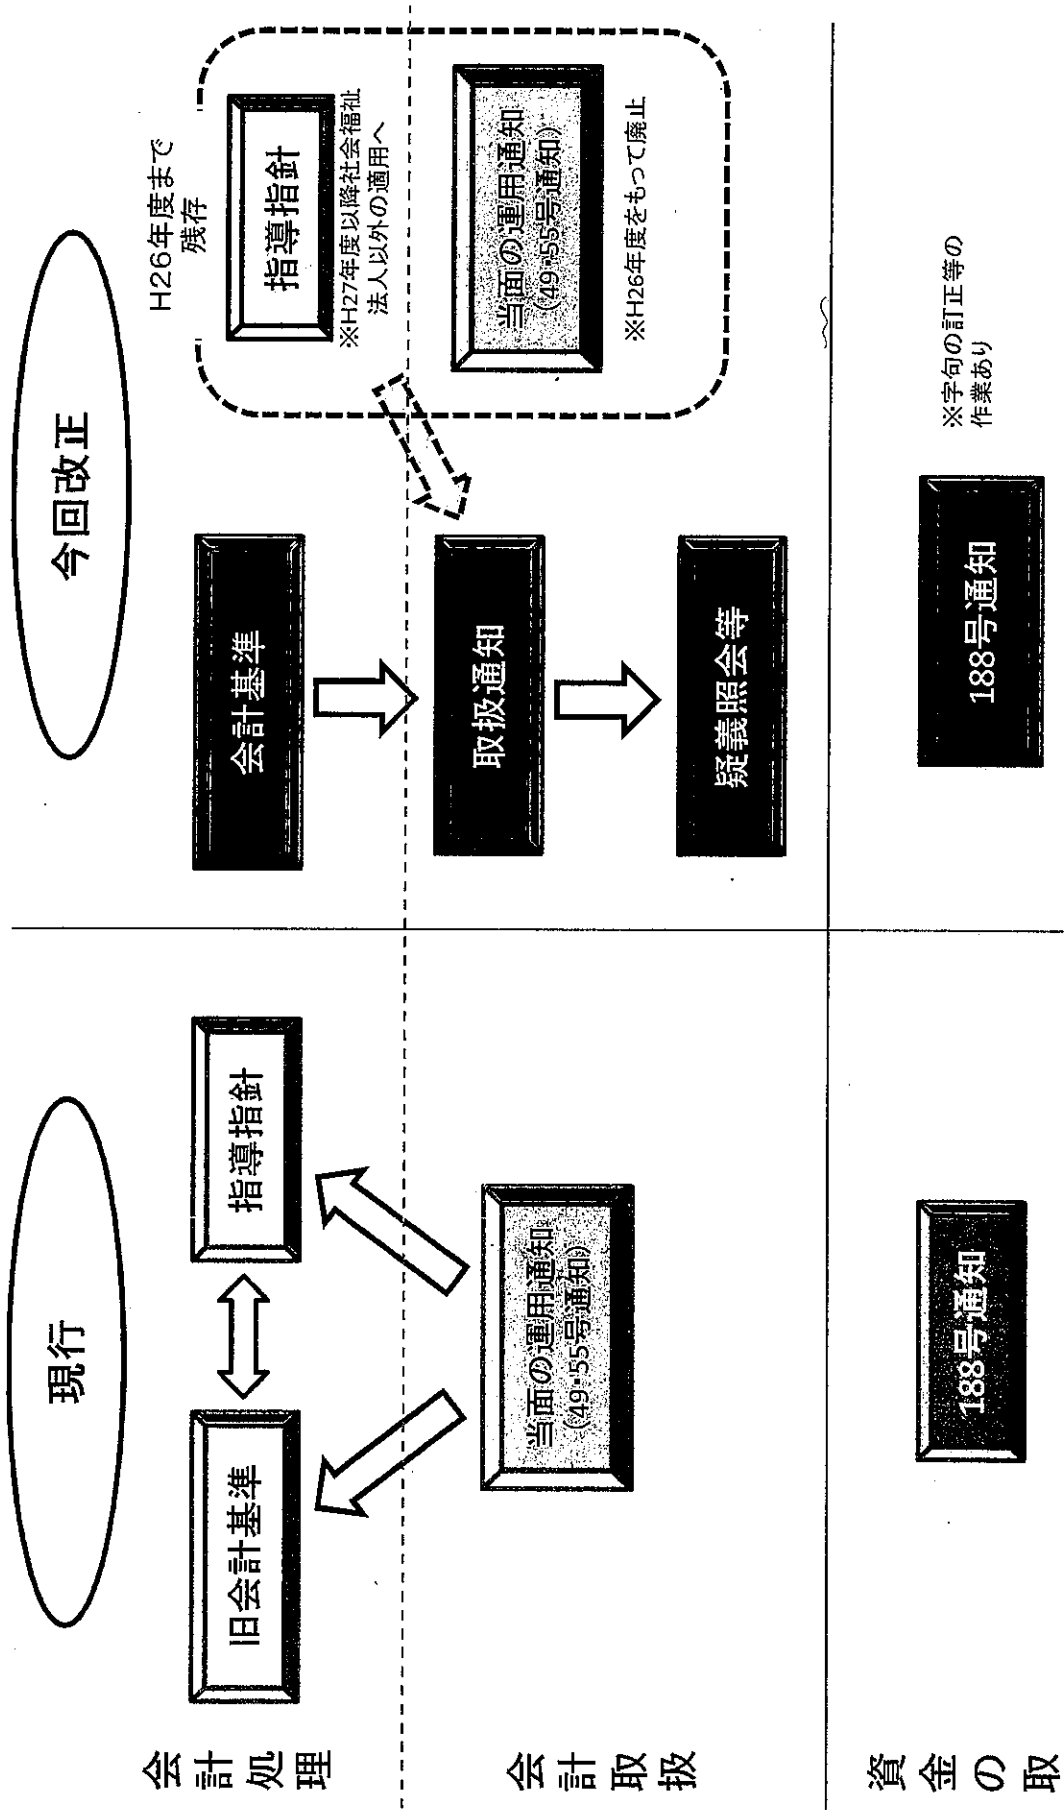 現行
今回改正
会計処理
旧会計基準
指導指針
会計基準
H26年度まで
残存
指導指針
※H27年度以降社会福祉
法人以外の適用へ
会計取扱
当面の運用通知
（49・55号通知）
取扱通知
疑義照会等
当面の運用通知
（49・55号通知）
※H26年度をもって廃止
資金の取
188号通知
188号通知
※字句の訂正等の
作業あり